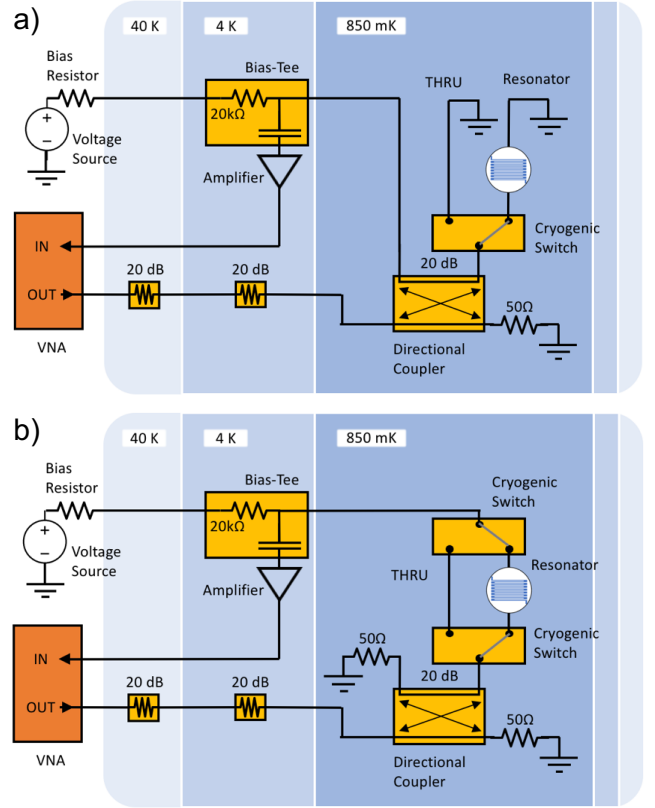 a)
40 K
4 K
850 mK
Bias
Resistor
Bias-Tee
THRU
Resonator
20kΩ
+
−
Voltage
Source
Amplifier
Cryogenic
Switch
IN
20 dB
20 dB
20 dB
OUT
50Ω
VNA
Directional
Coupler
b)
40 K
4 K
850 mK
Bias
Resistor
Bias-Tee
Cryogenic
Switch
20kΩ
+
−
Voltage
Source
THRU
Resonator
Amplifier
Cryogenic
Switch
50Ω
IN
20 dB
20 dB
20 dB
OUT
50Ω
VNA
Directional
Coupler